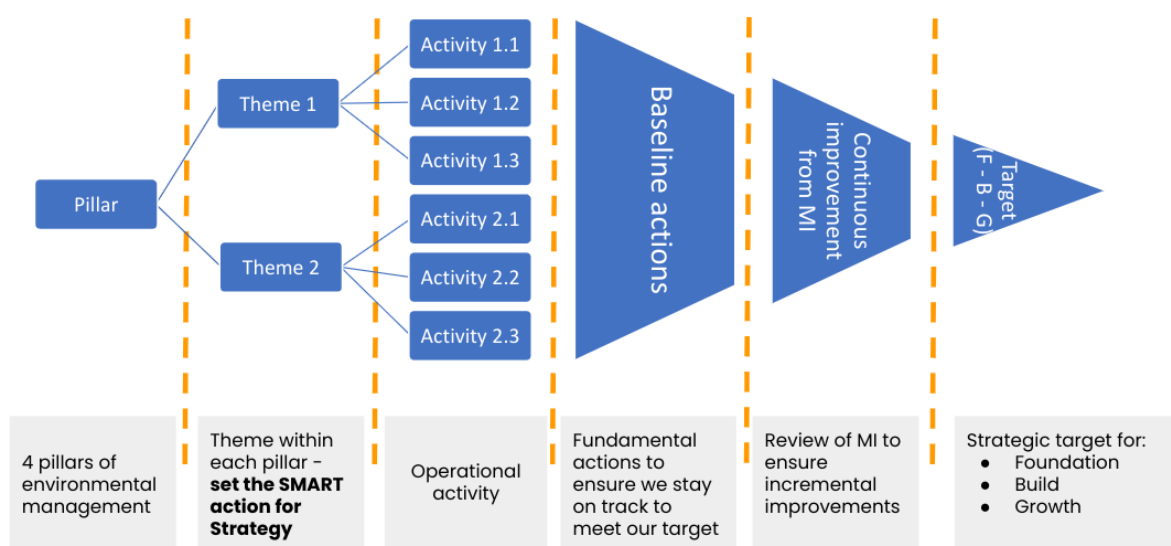 Pillar
Theme 1
Theme 2
Activity 1.1
Activity 1.2
Activity 1.3
Activity 2.1
Activity 2.2
Activity 2.3
Baseline actions
Continuous
improvement
from MI
Target
(F - B - G)
4 pillars of
environmental
management
Theme within
each pillar -
set the SMART
action for
Strategy
Operational
activity
Fundamental
actions to
ensure we stay
on track to
meet our target
Review of MI to
ensure
incremental
improvements
Strategic target for:
● Foundation
● Build
● Growth